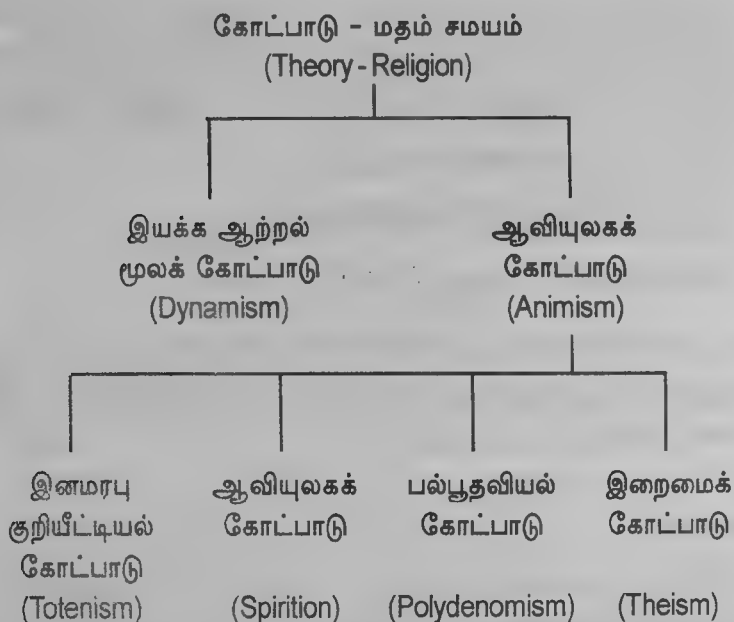 கோட்பாடு - மதம் சமயம்
(Theory - Religion)
இயக்க ஆற்றல்
மூலக் கோட்பாடு
(Dynamism)
ஆவியுலகக்
கோட்பாடு
(Animism)
இனமரபு
குறியீட்டியல்
கோட்பாடு
(Totenism)
ஆவியுலகக்
கோட்பாடு
(Spirition)
பல்பூதவியல்
கோட்பாடு
(Polydenomism)
இறைமைக்
கோட்பாடு
(Theism)